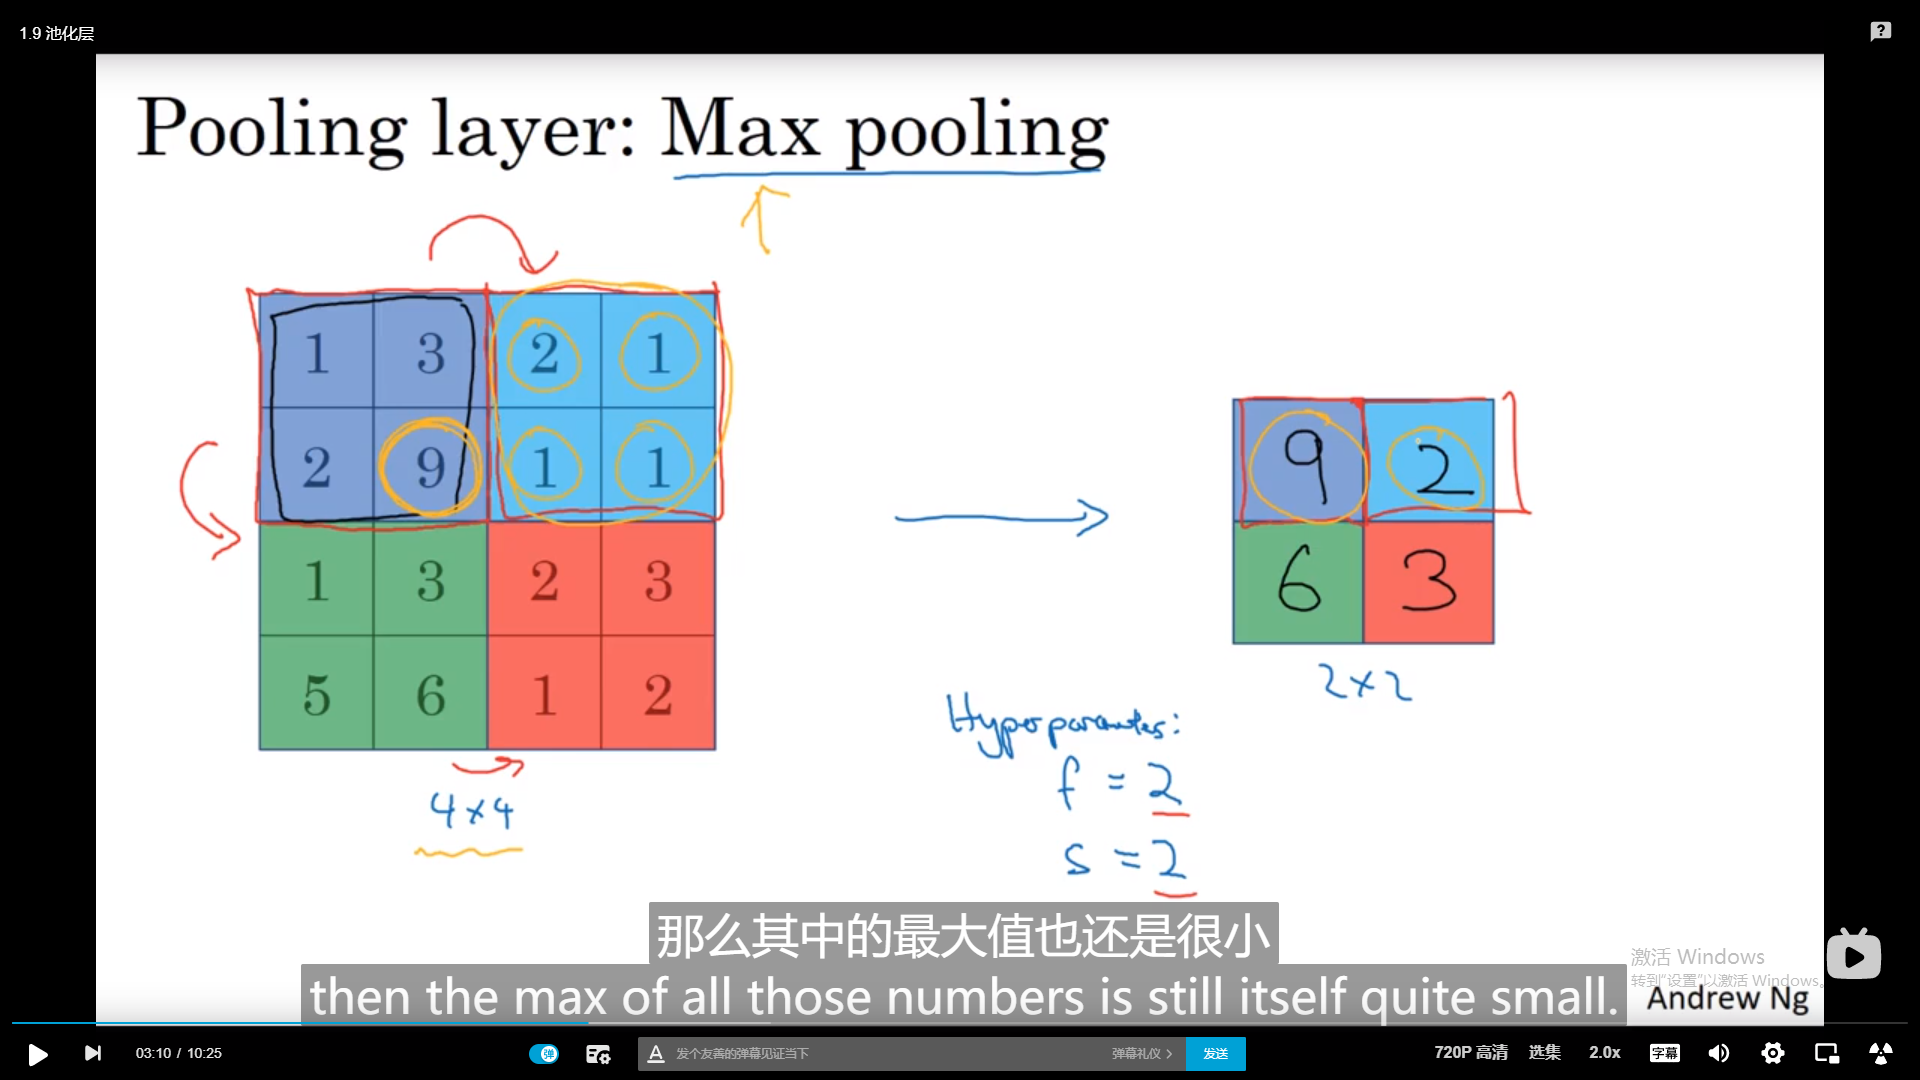 1.9 池化层
Pooling layer: Max pooling
1 3 2 1
2 9 1 1
1 3 2 3
5 6 1 2
4x4
9 2
6 3
2x2
Hyperparameters:
f = 2
s = 2
那么其中的最大值也还是很小
then the max of all those numbers is still itself quite small.
激活 Windows
转到"设置"以激活 Windows。
Andrew Ng
03:10 / 10:25
弹
A 发个友善的弹幕见证当下
弹幕礼仪 >
发送
720P 高清
选集
2.0x
字幕